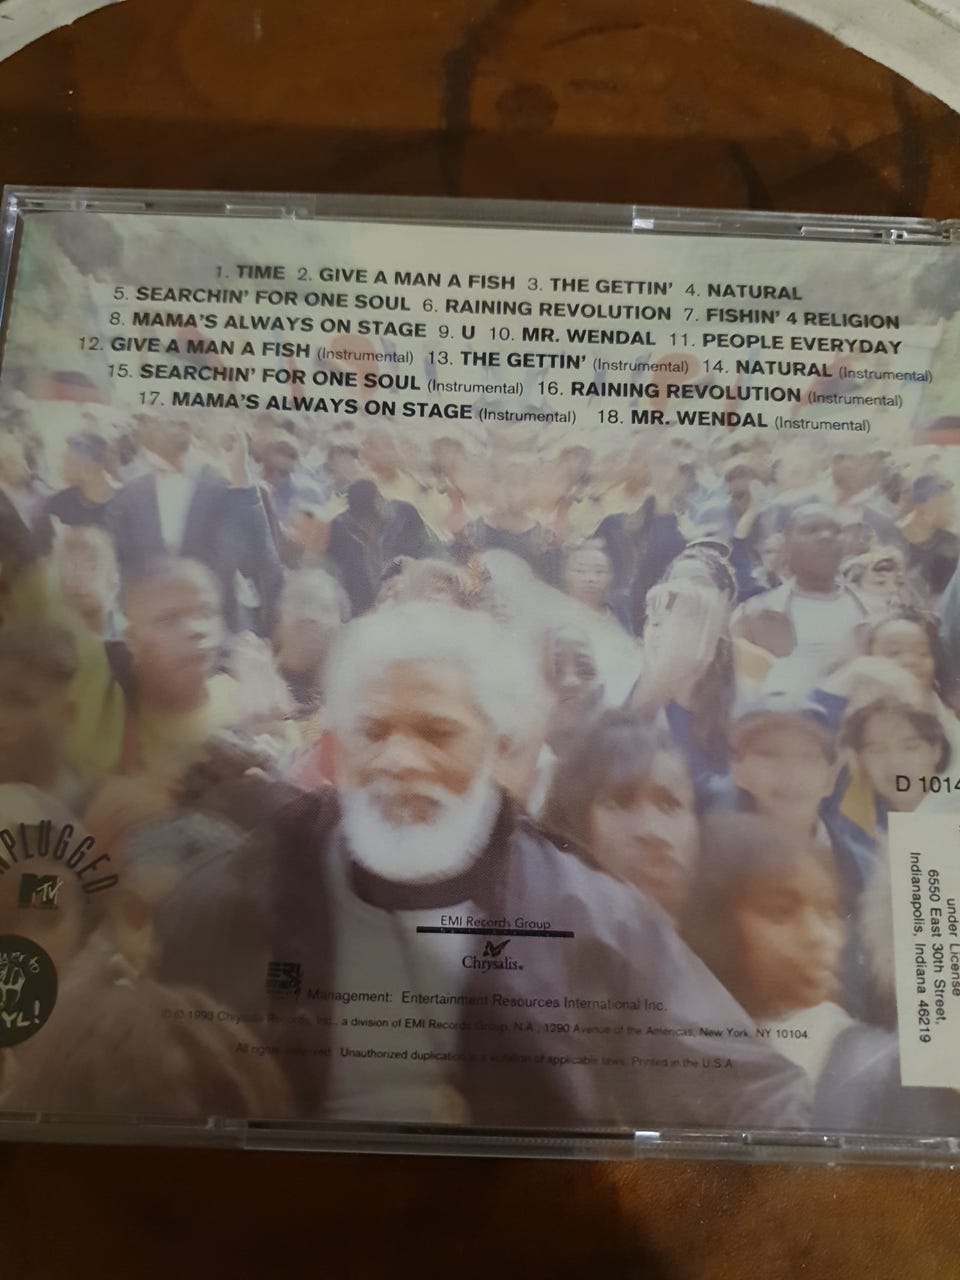 1. TIME 2. GIVE A MAN A FISH 3. THE GETTIN' 4. NATURAL
5. SEARCHIN' FOR ONE SOUL 6. RAINING REVOLUTION 7. FISHIN' 4 RELIGION
8. MAMA'S ALWAYS ON STAGE 9. U 10. MR. WENDAL 11. PEOPLE EVERYDAY
12. GIVE A MAN A FISH (Instrumental) 13. THE GETTIN' (Instrumental) 14. NATURAL (Instrumental)
15. SEARCHIN' FOR ONE SOUL (Instrumental) 16. RAINING REVOLUTION (Instrumental)
17. MAMA'S ALWAYS ON STAGE (Instrumental) 18. MR. WENDAL (Instrumental)
D 1014
under License
6550 East 30th Street,
Indianapolis, Indiana 46219
NPLUGGED
MTV
to
YL!
EMI Records Group
Chrysalis®
ERI
Management: Entertainment Resources International Inc.
℗ © 1993 Chrysalis Records, Inc., a division of EMI Records Group, N.A., 1290 Avenue of the Americas, New York, NY 10104.
All rights reserved. Unauthorized duplication is a violation of applicable laws. Printed in the U.S.A.